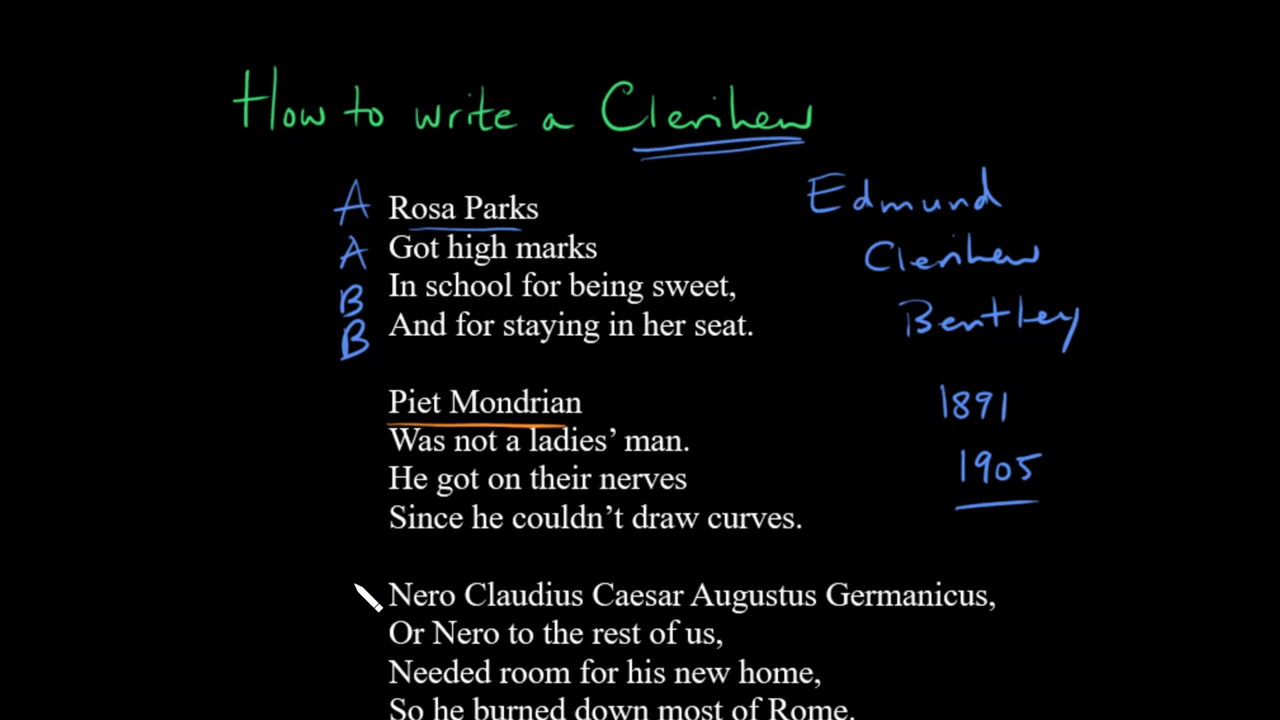 How to write a Clerihew
A Rosa Parks
A Got high marks
B In school for being sweet,
B And for staying in her seat.
Piet Mondrian
Was not a ladies’ man.
He got on their nerves
Since he couldn’t draw curves.
Nero Claudius Caesar Augustus Germanicus,
Or Nero to the rest of us,
Needed room for his new home,
So he burned down most of Rome.
Edmund
Clerihew
Bentley
1891
1905